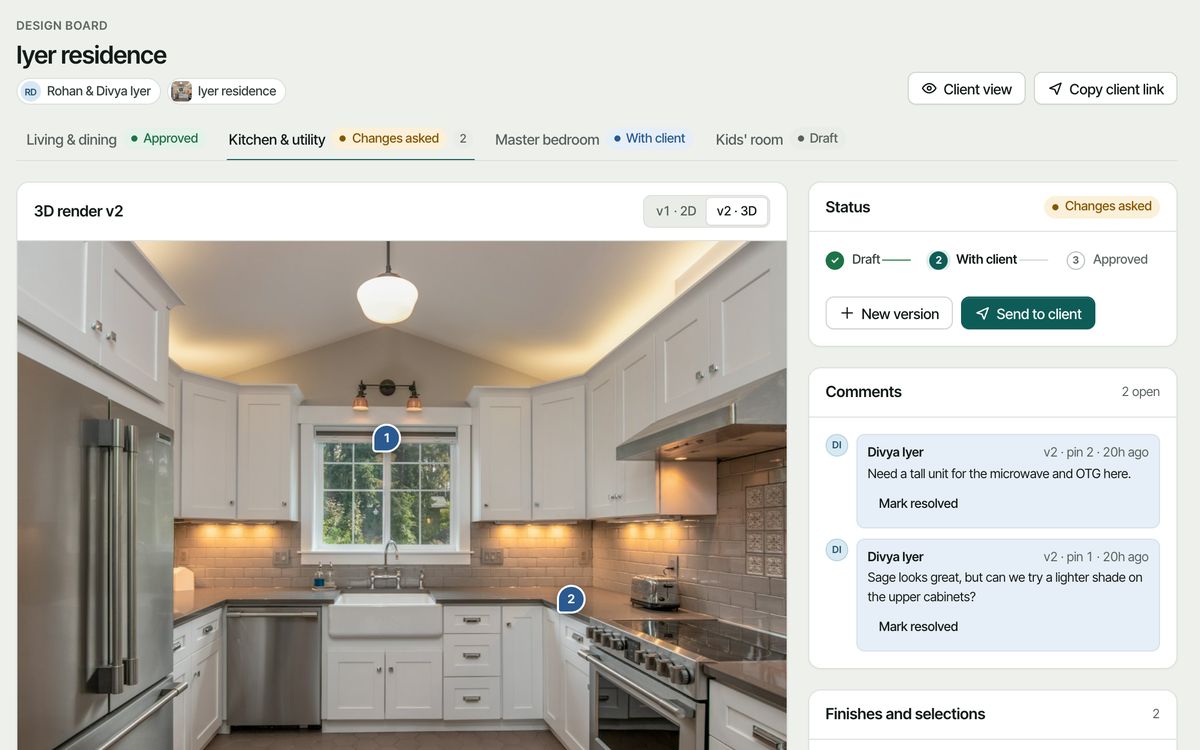 DESIGN BOARD
Iyer residence
RD Rohan & Divya Iyer
Iyer residence
Client view
Copy client link
Living & dining Approved
Kitchen & utility Changes asked 2
Master bedroom With client
Kids' room Draft
3D render v2
v1 · 2D
v2 · 3D
1
2
Status
Changes asked
Draft
2 With client
3 Approved
New version
Send to client
Comments
2 open
DI
Divya Iyer
v2 · pin 2 · 20h ago
Need a tall unit for the microwave and OTG here.
Mark resolved
DI
Divya Iyer
v2 · pin 1 · 20h ago
Sage looks great, but can we try a lighter shade on
the upper cabinets?
Mark resolved
Finishes and selections
2